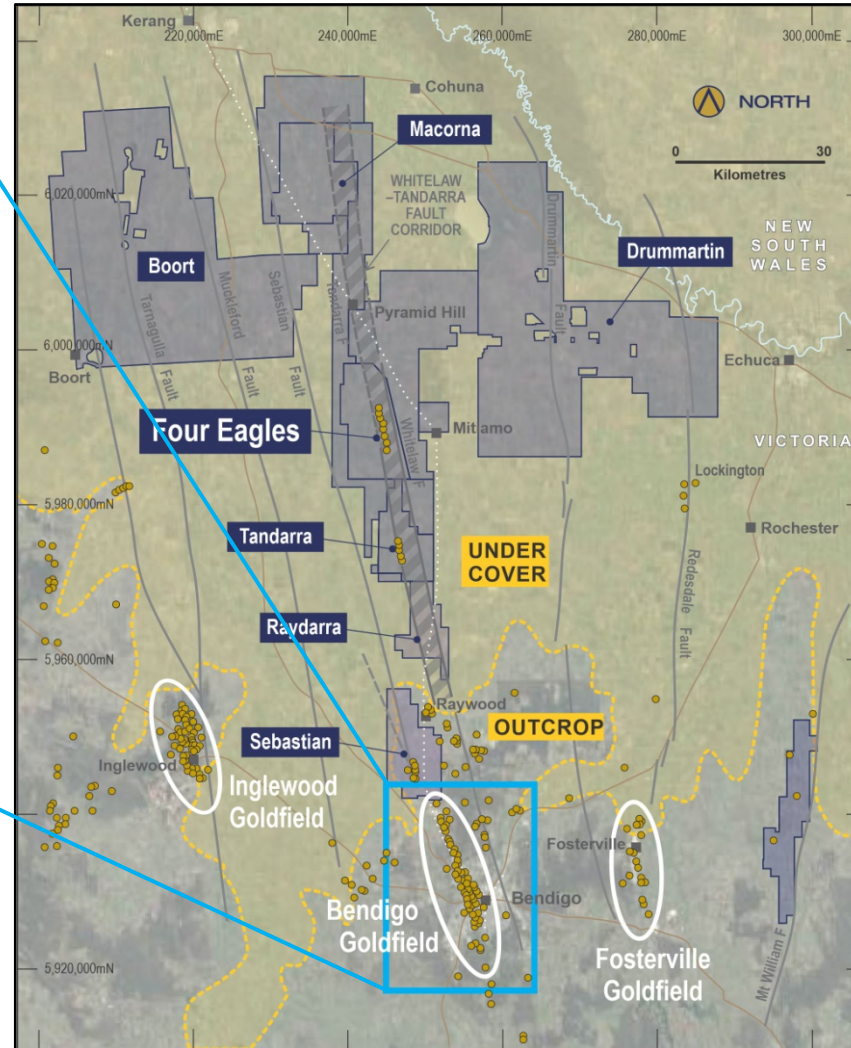 Kerang
220,000mE
240,000mE
260,000mE
280,000mE
300,000mE
Cohuna
NORTH
Macorna
0
30
Kilometres
6,020,000mN
WHITELAW
–TANDARRA
FAULT
CORRIDOR
Drummartin
Fault
NEW
SOUTH
WALES
Boort
Drummartin
Tarnagulla
Fault
Muckleford
Fault
Sebastian
Fault
Tandarra F
Pyramid Hill
6,000,000mN
Boort
Echuca
Four Eagles
Whitelaw F
Mitiamo
VICTORIA
Lockington
5,980,000mN
Rochester
Tandarra
UNDER
COVER
Redesdale
Fault
Raydarra
5,960,000mN
Raywood
OUTCROP
Sebastian
Inglewood
Inglewood
Goldfield
Fosterville
Bendigo
Bendigo
Goldfield
Fosterville
Goldfield
Mt William F
5,920,000mN